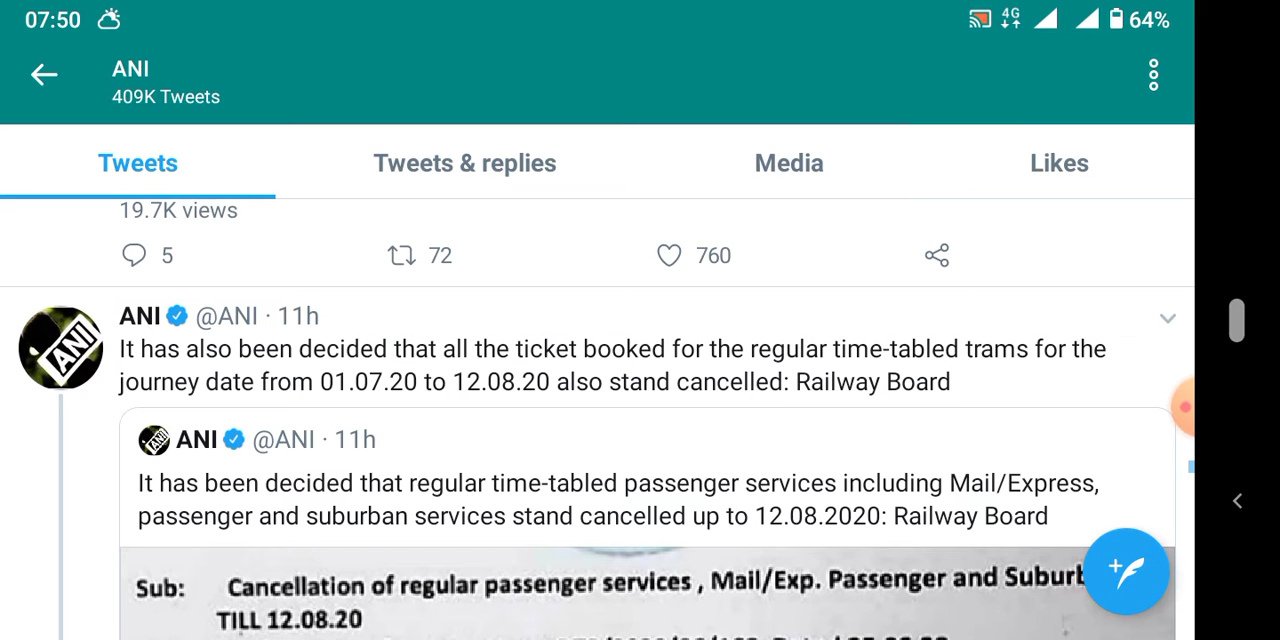 07:50 4G 64%
ANI
409K Tweets
Tweets Tweets & replies Media Likes
19.7K views
5 72 760
ANI @ANI · 11h
It has also been decided that all the ticket booked for the regular time-tabled trams for the
journey date from 01.07.20 to 12.08.20 also stand cancelled: Railway Board
ANI @ANI · 11h
It has been decided that regular time-tabled passenger services including Mail/Express,
passenger and suburban services stand cancelled up to 12.08.2020: Railway Board
Sub: Cancellation of regular passenger services , Mail/Exp. Passenger and Suburb
TILL 12.08.20